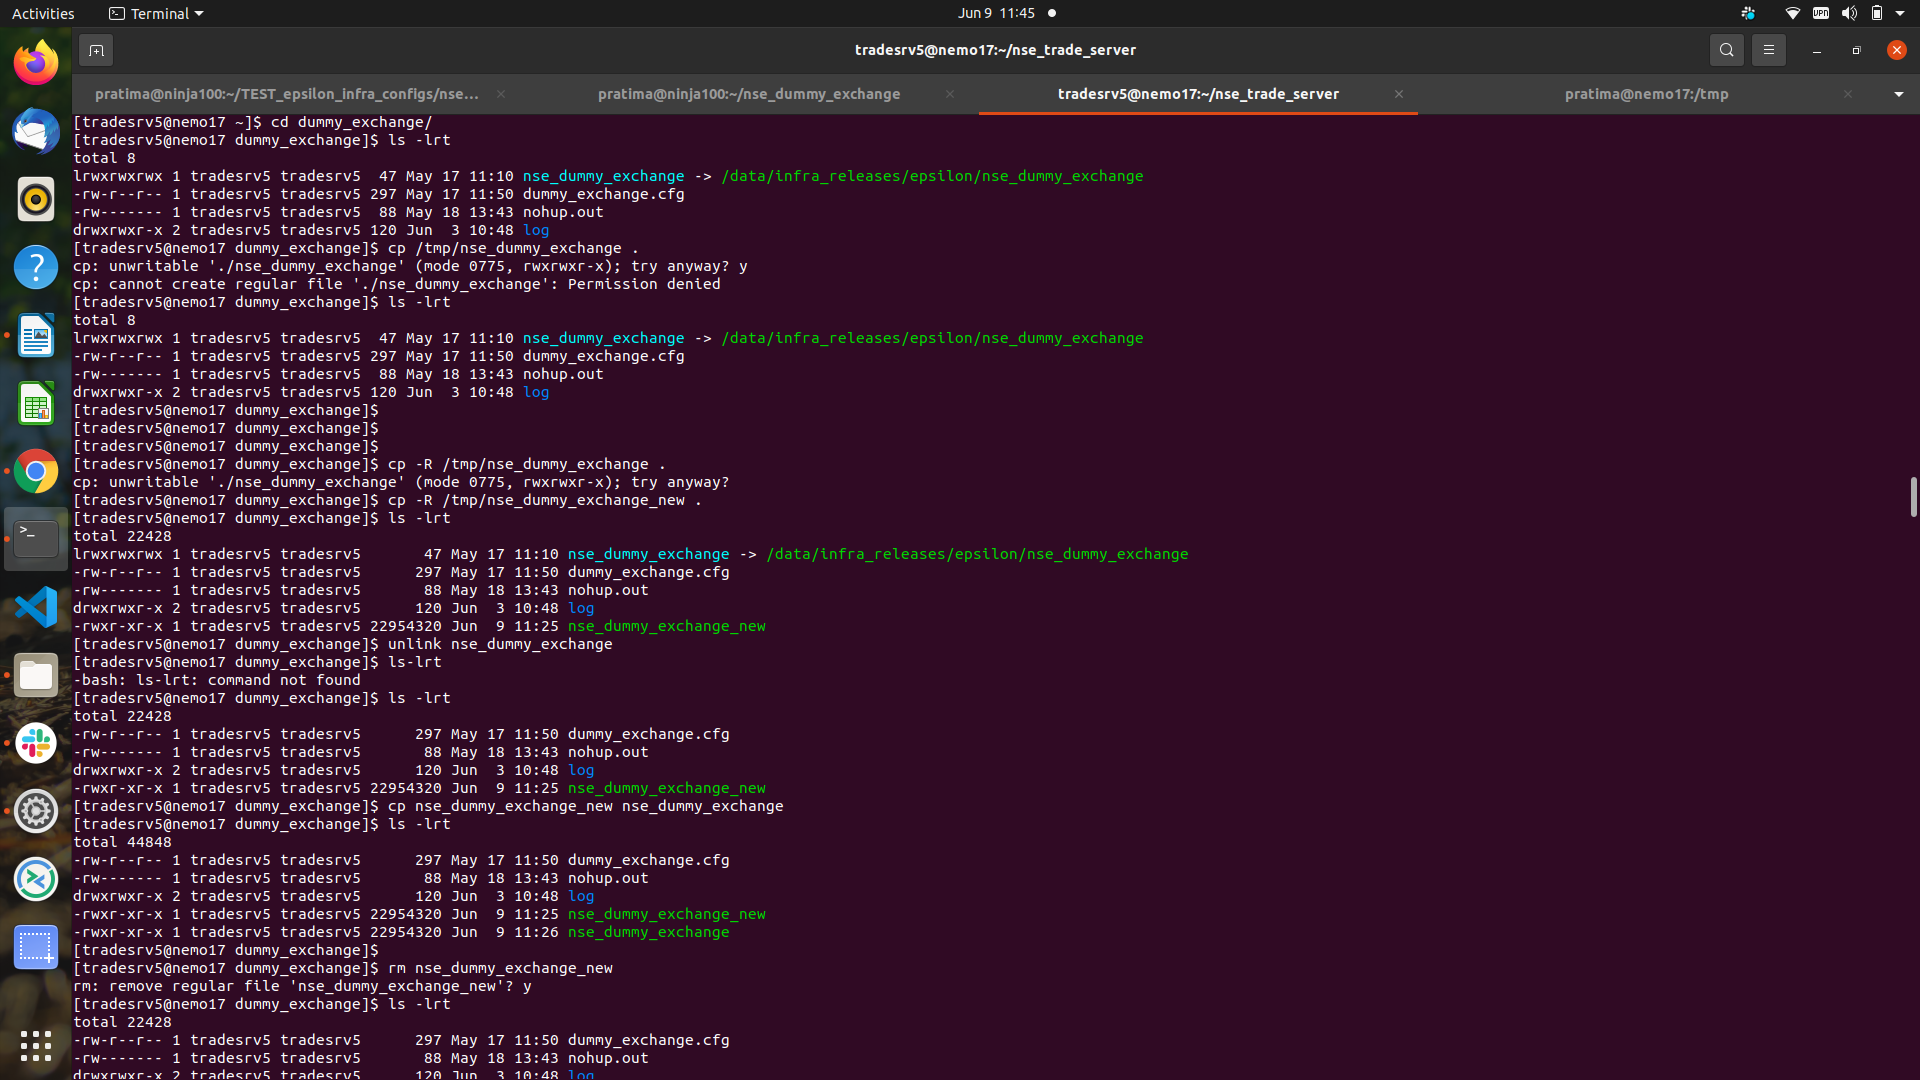 Activities Terminal Jun 9 11:45 VPN
tradesrv5@nemo17:~/nse_trade_server
pratima@ninja100:~/TEST_epsilon_infra_configs/nse... pratima@ninja100:~/nse_dummy_exchange tradesrv5@nemo17:~/nse_trade_server pratima@nemo17:/tmp
[tradesrv5@nemo17 ~]$ cd dummy_exchange/
[tradesrv5@nemo17 dummy_exchange]$ ls -lrt
total 8
lrwxrwxrwx 1 tradesrv5 tradesrv5  47 May 17 11:10 nse_dummy_exchange -> /data/infra_releases/epsilon/nse_dummy_exchange
-rw-r--r-- 1 tradesrv5 tradesrv5 297 May 17 11:50 dummy_exchange.cfg
-rw------- 1 tradesrv5 tradesrv5  88 May 18 13:43 nohup.out
drwxrwxr-x 2 tradesrv5 tradesrv5 120 Jun  3 10:48 log
[tradesrv5@nemo17 dummy_exchange]$ cp /tmp/nse_dummy_exchange .
cp: unwritable './nse_dummy_exchange' (mode 0775, rwxrwxr-x); try anyway? y
cp: cannot create regular file './nse_dummy_exchange': Permission denied
[tradesrv5@nemo17 dummy_exchange]$ ls -lrt
total 8
lrwxrwxrwx 1 tradesrv5 tradesrv5  47 May 17 11:10 nse_dummy_exchange -> /data/infra_releases/epsilon/nse_dummy_exchange
-rw-r--r-- 1 tradesrv5 tradesrv5 297 May 17 11:50 dummy_exchange.cfg
-rw------- 1 tradesrv5 tradesrv5  88 May 18 13:43 nohup.out
drwxrwxr-x 2 tradesrv5 tradesrv5 120 Jun  3 10:48 log
[tradesrv5@nemo17 dummy_exchange]$
[tradesrv5@nemo17 dummy_exchange]$
[tradesrv5@nemo17 dummy_exchange]$
[tradesrv5@nemo17 dummy_exchange]$ cp -R /tmp/nse_dummy_exchange .
cp: unwritable './nse_dummy_exchange' (mode 0775, rwxrwxr-x); try anyway?
[tradesrv5@nemo17 dummy_exchange]$ cp -R /tmp/nse_dummy_exchange_new .
[tradesrv5@nemo17 dummy_exchange]$ ls -lrt
total 22428
lrwxrwxrwx 1 tradesrv5 tradesrv5       47 May 17 11:10 nse_dummy_exchange -> /data/infra_releases/epsilon/nse_dummy_exchange
-rw-r--r-- 1 tradesrv5 tradesrv5      297 May 17 11:50 dummy_exchange.cfg
-rw------- 1 tradesrv5 tradesrv5       88 May 18 13:43 nohup.out
drwxrwxr-x 2 tradesrv5 tradesrv5      120 Jun  3 10:48 log
-rwxr-xr-x 1 tradesrv5 tradesrv5 22954320 Jun  9 11:25 nse_dummy_exchange_new
[tradesrv5@nemo17 dummy_exchange]$ unlink nse_dummy_exchange
[tradesrv5@nemo17 dummy_exchange]$ ls-lrt
-bash: ls-lrt: command not found
[tradesrv5@nemo17 dummy_exchange]$ ls -lrt
total 22428
-rw-r--r-- 1 tradesrv5 tradesrv5      297 May 17 11:50 dummy_exchange.cfg
-rw------- 1 tradesrv5 tradesrv5       88 May 18 13:43 nohup.out
drwxrwxr-x 2 tradesrv5 tradesrv5      120 Jun  3 10:48 log
-rwxr-xr-x 1 tradesrv5 tradesrv5 22954320 Jun  9 11:25 nse_dummy_exchange_new
[tradesrv5@nemo17 dummy_exchange]$ cp nse_dummy_exchange_new nse_dummy_exchange
[tradesrv5@nemo17 dummy_exchange]$ ls -lrt
total 44848
-rw-r--r-- 1 tradesrv5 tradesrv5      297 May 17 11:50 dummy_exchange.cfg
-rw------- 1 tradesrv5 tradesrv5       88 May 18 13:43 nohup.out
drwxrwxr-x 2 tradesrv5 tradesrv5      120 Jun  3 10:48 log
-rwxr-xr-x 1 tradesrv5 tradesrv5 22954320 Jun  9 11:25 nse_dummy_exchange_new
-rwxr-xr-x 1 tradesrv5 tradesrv5 22954320 Jun  9 11:26 nse_dummy_exchange
[tradesrv5@nemo17 dummy_exchange]$
[tradesrv5@nemo17 dummy_exchange]$ rm nse_dummy_exchange_new
rm: remove regular file 'nse_dummy_exchange_new'? y
[tradesrv5@nemo17 dummy_exchange]$ ls -lrt
total 22428
-rw-r--r-- 1 tradesrv5 tradesrv5      297 May 17 11:50 dummy_exchange.cfg
-rw------- 1 tradesrv5 tradesrv5       88 May 18 13:43 nohup.out
drwxrwxr-x 2 tradesrv5 tradesrv5      120 Jun  3 10:48 log